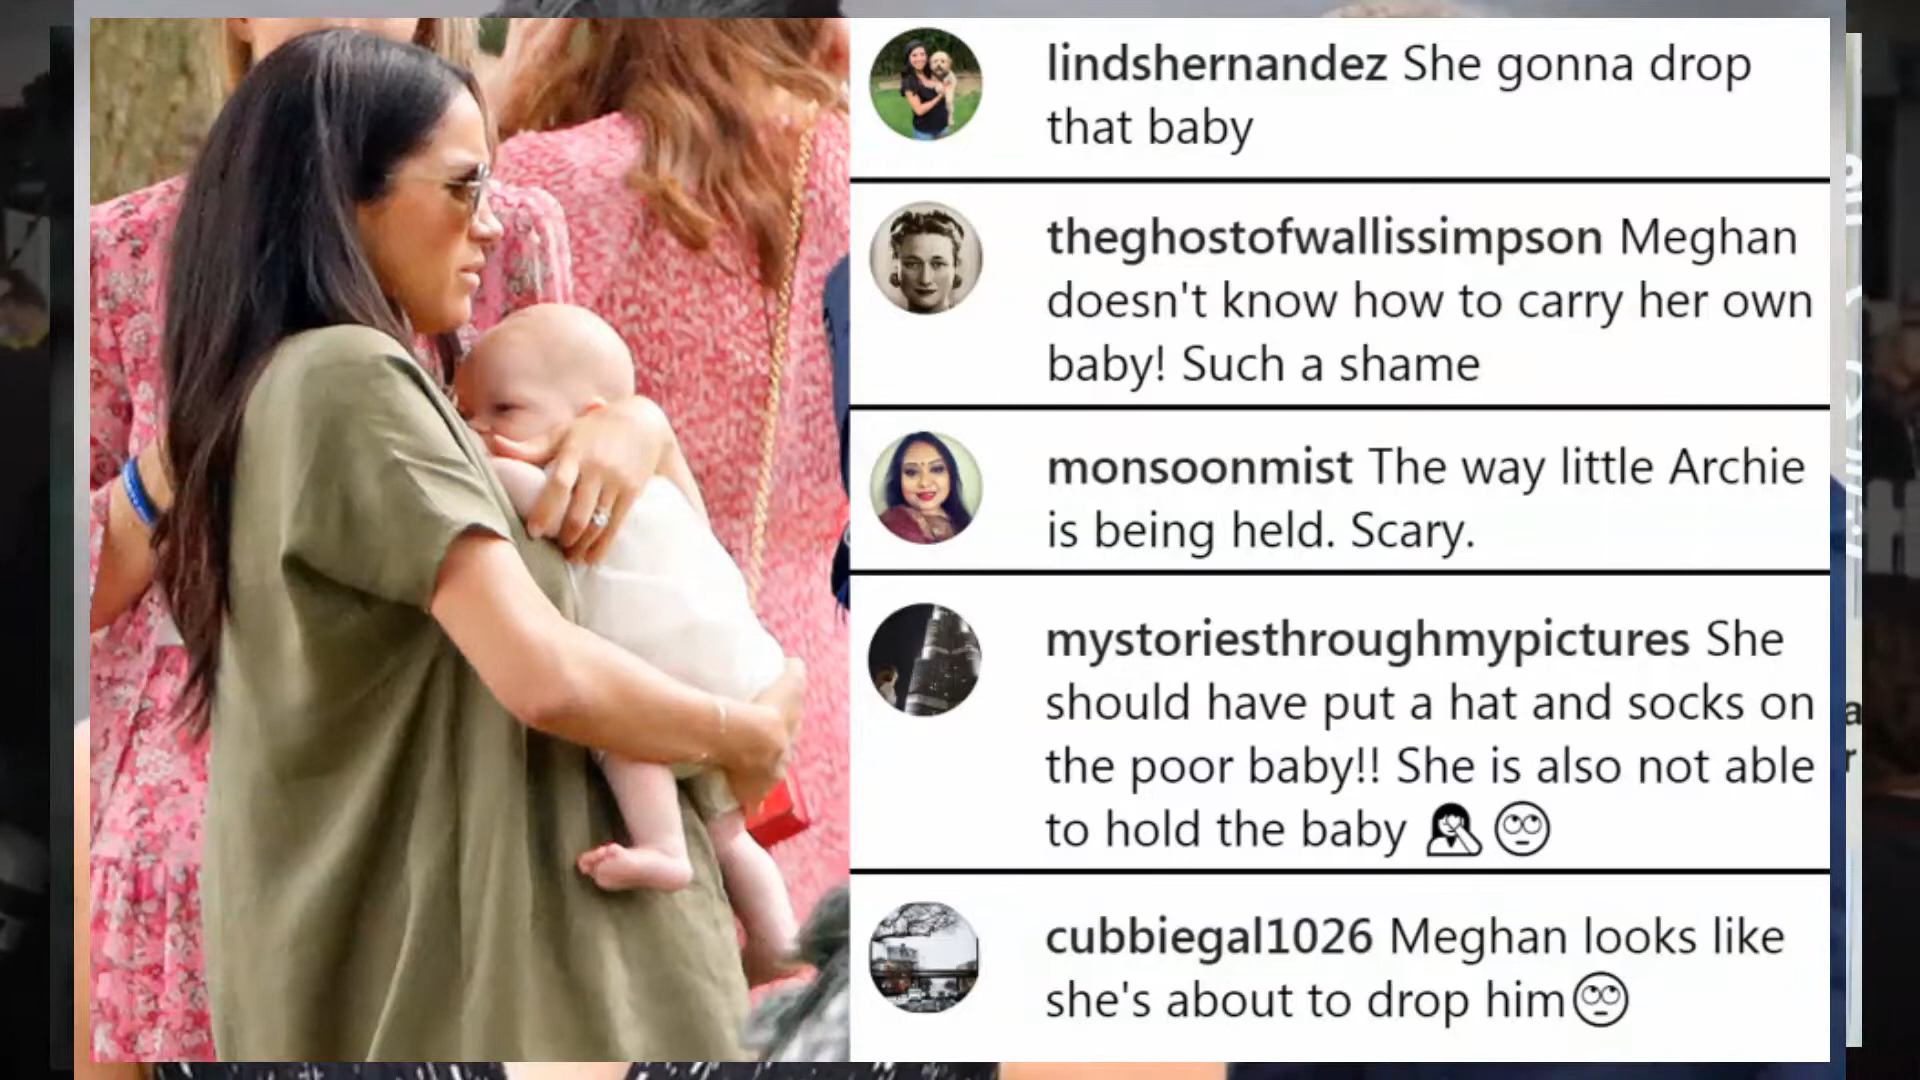 lindshernandez She gonna drop
that baby
theghostofwallissimpson Meghan
doesn't know how to carry her own
baby! Such a shame
monsoonmist The way little Archie
is being held. Scary.
mystoriesthroughmypictures She
should have put a hat and socks on
the poor baby!! She is also not able
to hold the baby 🤦🏻‍♀️🙄
cubbiegal1026 Meghan looks like
she's about to drop him🙄